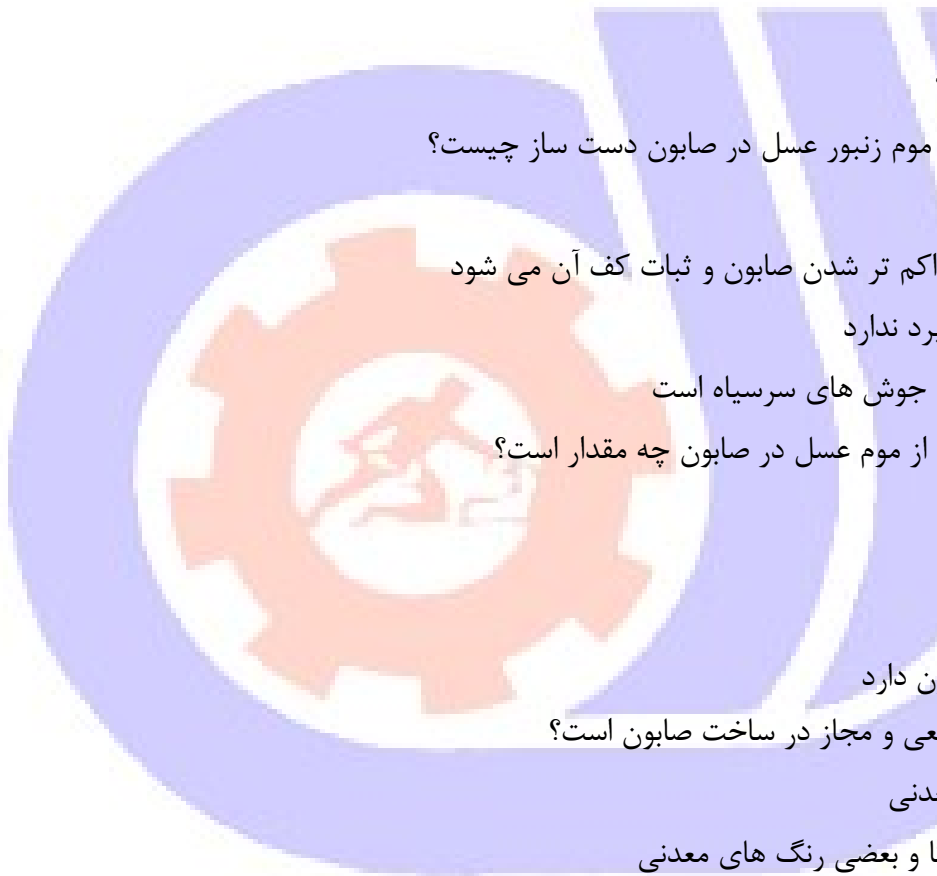 موم زنبور عسل در صابون دست ساز چیست؟
اکم تر شدن صابون و ثبات کف آن می شود
برد ندارد
جوش های سرسیاه است
از موم عسل در صابون چه مقدار است؟
ن دارد
عی و مجاز در ساخت صابون است؟
عدنی
ا و بعضی رنگ های معدنی